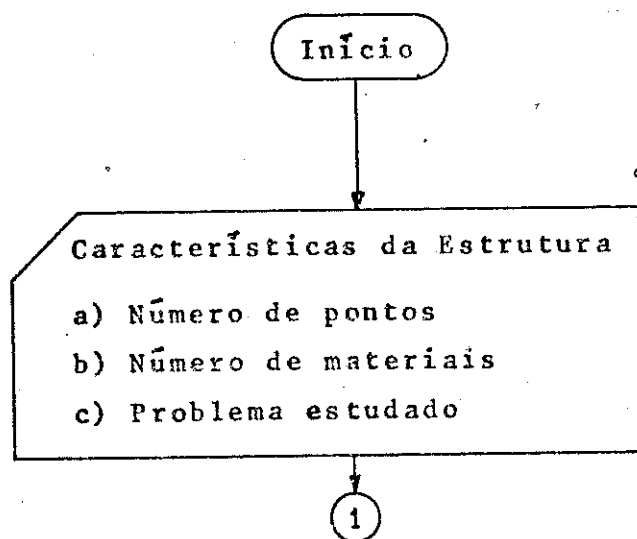 Início
Características da Estrutura
a) Número de pontos
b) Número de materiais
c) Problema estudado
1